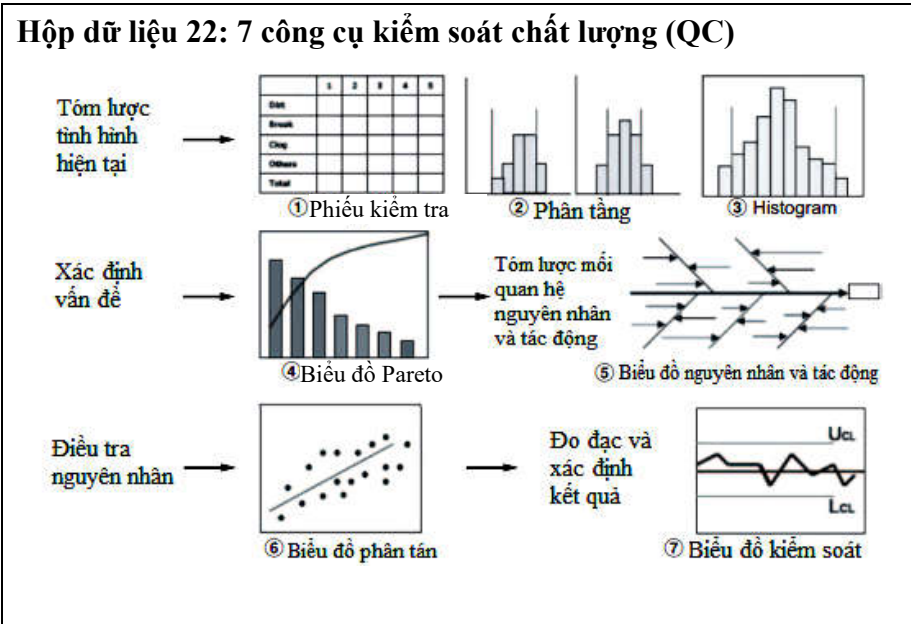 Hộp dữ liệu 22: 7 công cụ kiểm soát chất lượng (QC)
Tóm lược
tình hình
hiện tại
1 2 3 4 5
Dirt
Break
Clog
Others
Total
①Phiếu kiểm tra
② Phân tầng
③ Histogram
Xác định
vấn đề
④Biểu đồ Pareto
Tóm lược mối
quan hệ
nguyên nhân
và tác động
⑤ Biểu đồ nguyên nhân và tác động
Điều tra
nguyên nhân
⑥ Biểu đồ phân tán
Đo đạc và
xác định
kết quả
UCL
LCL
⑦ Biểu đồ kiểm soát